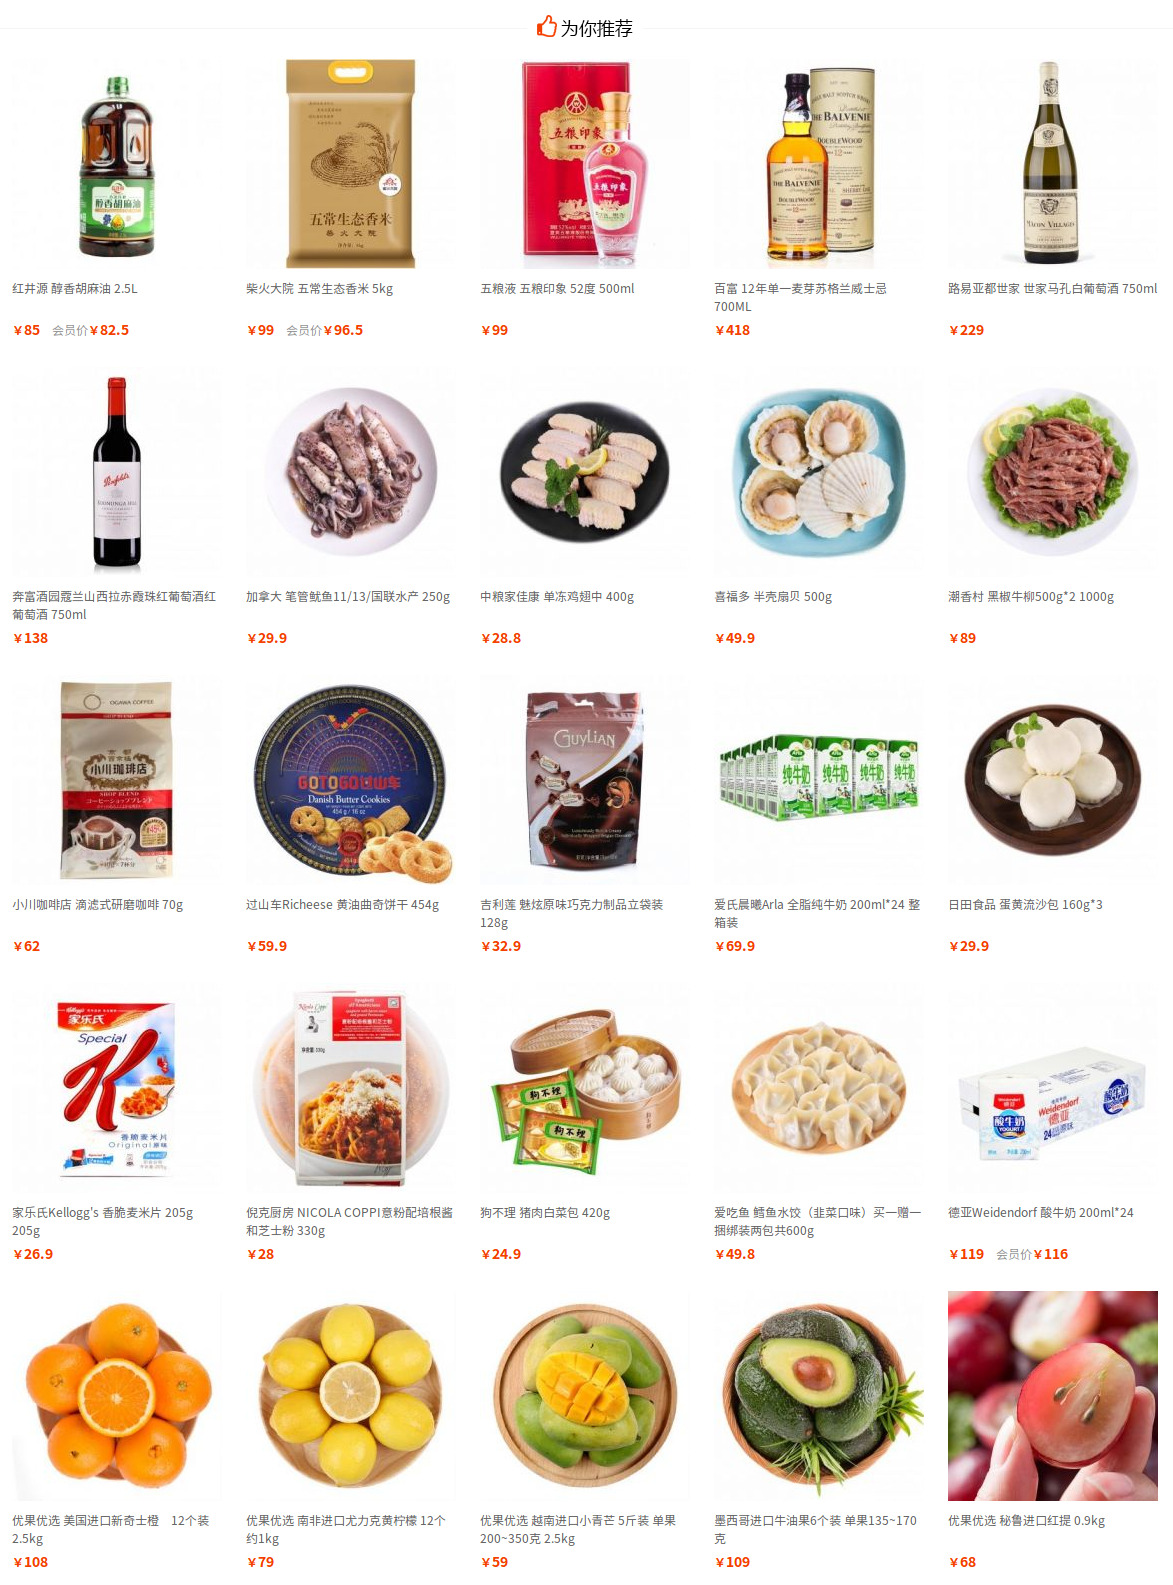 为你推荐
红井源 醇香胡麻油 2.5L
¥85 会员价¥82.5
柴火大院 五常生态香米 5kg
¥99 会员价¥96.5
五粮液 五粮印象 52度 500ml
¥99
百富 12年单一麦芽苏格兰威士忌
700ML
¥418
路易亚都世家 世家马孔白葡萄酒 750ml
¥229
奔富酒园蔻兰山西拉赤霞珠红葡萄酒红
葡萄酒 750ml
¥138
加拿大 笔管鱿鱼11/13/国联水产 250g
¥29.9
中粮家佳康 单冻鸡翅中 400g
¥28.8
喜福多 半壳扇贝 500g
¥49.9
潮香村 黑椒牛柳500g*2 1000g
¥89
小川咖啡店 滴滤式研磨咖啡 70g
¥62
过山车Richeese 黄油曲奇饼干 454g
¥59.9
吉利莲 魅炫原味巧克力制品立袋装
128g
¥32.9
爱氏晨曦Arla 全脂纯牛奶 200ml*24 整
箱装
¥69.9
日田食品 蛋黄流沙包 160g*3
¥29.9
家乐氏Kellogg's 香脆麦米片 205g
205g
¥26.9
倪克厨房 NICOLA COPPI意粉配培根酱
和芝士粉 330g
¥28
狗不理 猪肉白菜包 420g
¥24.9
爱吃鱼 鳕鱼水饺（韭菜口味）买一赠一
捆绑装两包共600g
¥49.8
德亚Weidendorf 酸牛奶 200ml*24
¥119 会员价¥116
优果优选 美国进口新奇士橙 12个装
2.5kg
¥108
优果优选 南非进口尤力克黄柠檬 12个
约1kg
¥79
优果优选 越南进口小青芒 5斤装 单果
200~350克 2.5kg
¥59
墨西哥进口牛油果6个装 单果135~170
克
¥109
优果优选 秘鲁进口红提 0.9kg
¥68